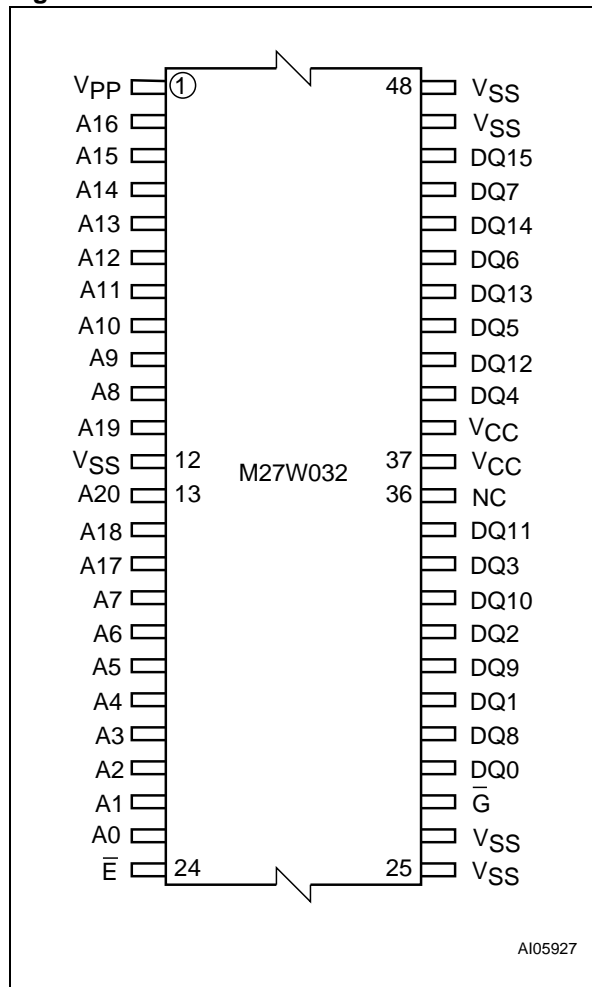 VPP 1 48 VSS
A16 VSS
A15 DQ15
A14 DQ7
A13 DQ14
A12 DQ6
A11 DQ13
A10 DQ5
A9 DQ12
A8 DQ4
A19 VCC
VSS 12 M27W032 37 VCC
A20 13 36 NC
A18 DQ11
A17 DQ3
A7 DQ10
A6 DQ2
A5 DQ9
A4 DQ1
A3 DQ8
A2 DQ0
A1 G̅
A0 VSS
E̅ 24 25 VSS
AI05927